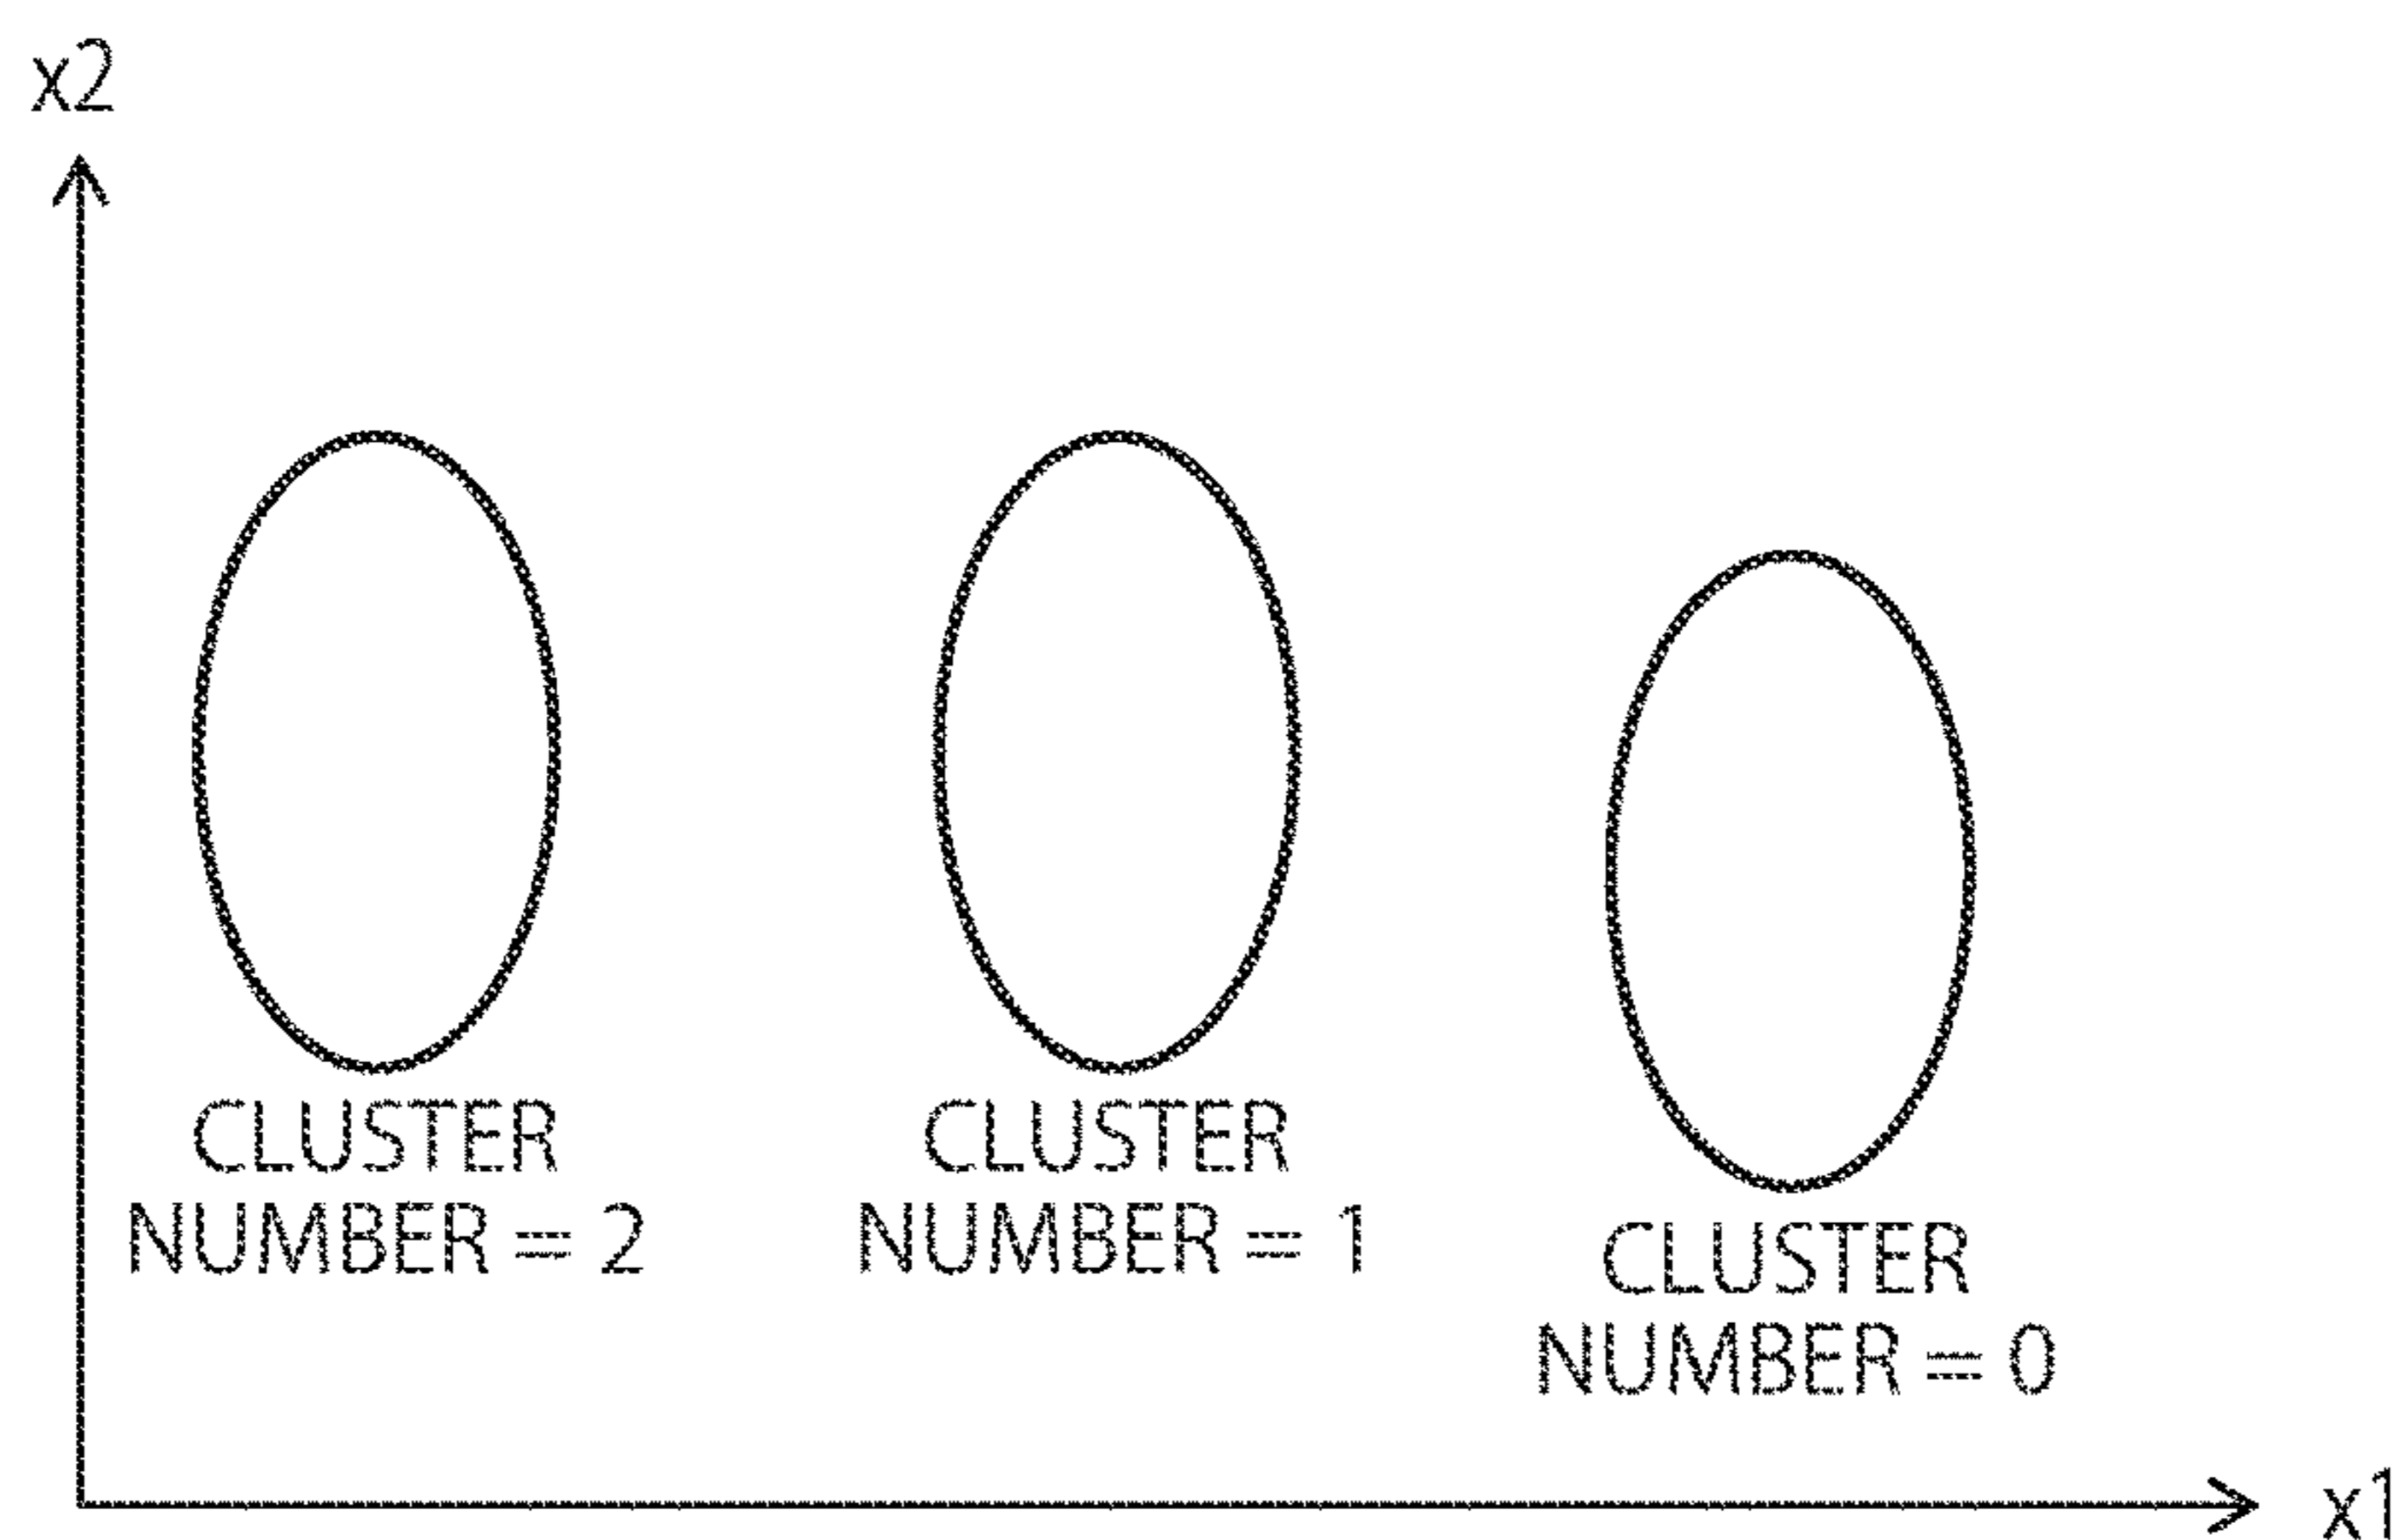 x2
CLUSTER
NUMBER = 2
CLUSTER
NUMBER = 1
CLUSTER
NUMBER = 0
x1